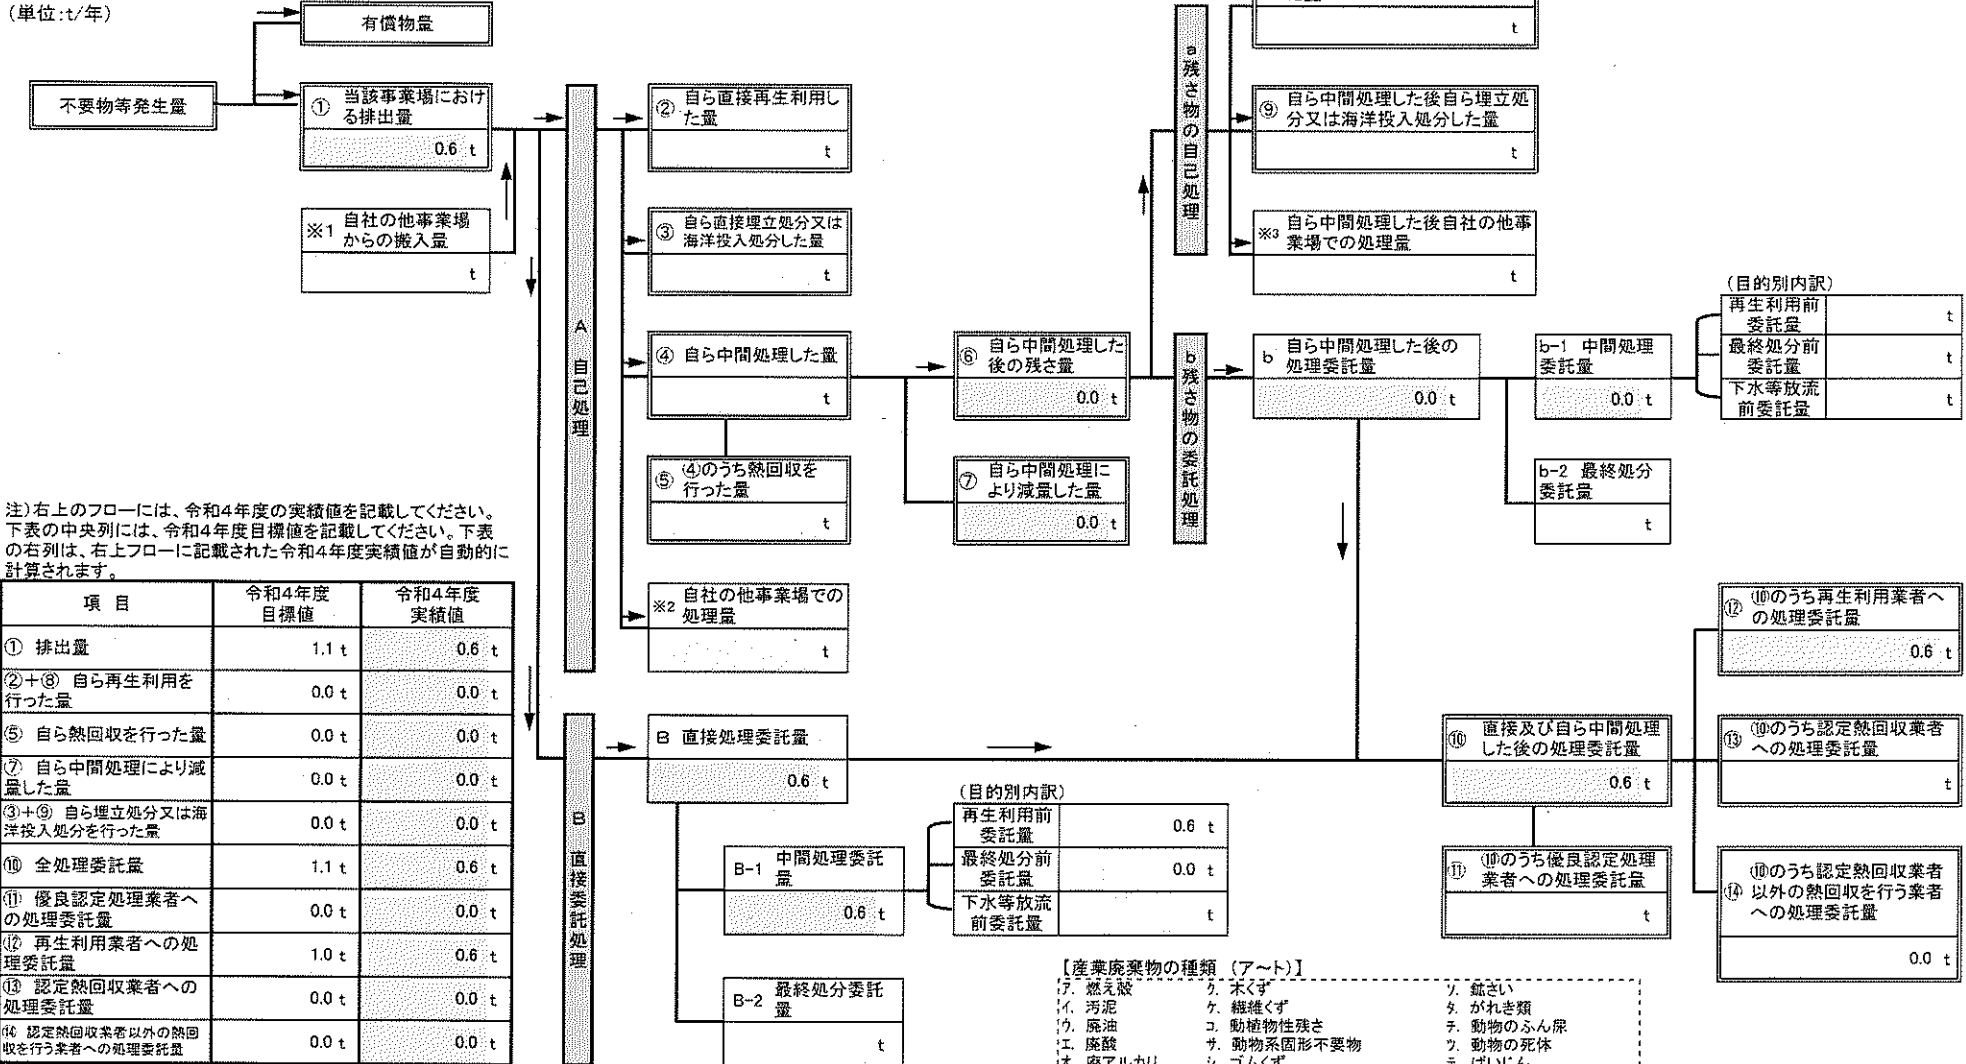 (単位:t/年)
有償物量
不要物等発生量
① 当該事業場におけ
る排出量
0.6 t
※1 自社の他事業場
からの搬入量
t
A 自己処理
② 自ら直接再生利用し
た量
t
③ 自ら直接埋立処分又は
海洋投入処分した量
t
④ 自ら中間処理した量
t
⑤ ④のうち熱回収を
行った量
t
※2 自社の他事業場での
処理量
t
⑥ 自ら中間処理した
後の残さ量
0.0 t
⑦ 自ら中間処理に
より減量した量
0.0 t
a 残さ物の自己処理
t
⑨ 自ら中間処理した後自ら埋立処
分又は海洋投入処分した量
t
※3 自ら中間処理した後自社の他事
業場での処理量
t
b 残さ物の委託処理
b 自ら中間処理した後の
処理委託量
0.0 t
b-1 中間処理
委託量
0.0 t
(目的別内訳)
再生利用前
委託量 t
最終処分前
委託量 t
下水等放流
前委託量 t
b-2 最終処分
委託量
t
注)右上のフローには、令和4年度の実績値を記載してください。
下表の中央列には、令和4年度目標値を記載してください。下表
の右列は、右上フローに記載された令和4年度実績値が自動的に
計算されます。
項 目 令和4年度目標値 令和4年度実績値
① 排出量 1.1 t 0.6 t
②+⑧ 自ら再生利用を
行った量 0.0 t 0.0 t
⑤ 自ら熱回収を行った量 0.0 t 0.0 t
⑦ 自ら中間処理により減
量した量 0.0 t 0.0 t
③+⑨ 自ら埋立処分又は海
洋投入処分を行った量 0.0 t 0.0 t
⑩ 全処理委託量 1.1 t 0.6 t
⑪ 優良認定処理業者へ
の処理委託量 0.0 t 0.0 t
⑫ 再生利用業者への処
理委託量 1.0 t 0.6 t
⑬ 認定熱回収業者への
処理委託量 0.0 t 0.0 t
⑭ 認定熱回収業者以外の熱回
収を行う業者への処理委託量 0.0 t 0.0 t
B 直接委託処理
B 直接処理委託量
0.6 t
B-1 中間処理委託
量
0.6 t
(目的別内訳)
再生利用前
委託量 0.6 t
最終処分前
委託量 0.0 t
下水等放流
前委託量 t
B-2 最終処分委託
量
t
⑩ 直接及び自ら中間処理
した後の処理委託量
0.6 t
⑪ ⑩のうち優良認定処理
業者への処理委託量
t
⑫ ⑩のうち再生利用業者へ
の処理委託量
0.6 t
⑬ ⑩のうち認定熱回収業者
への処理委託量
t
⑭ ⑩のうち認定熱回収業者
以外の熱回収を行う業者
への処理委託量
0.0 t
【産業廃棄物の種類 (ア~ト)】
ア. 燃え殻 ク. 木くず ソ. 鉱さい
イ. 汚泥 ケ. 繊維くず タ. がれき類
ウ. 廃油 コ. 動植物性残さ チ. 動物のふん尿
エ. 廃酸 サ. 動物系固形不要物 ツ. 動物の死体
オ. 廃アルカリ シ. ゴムくず テ. ばいじん